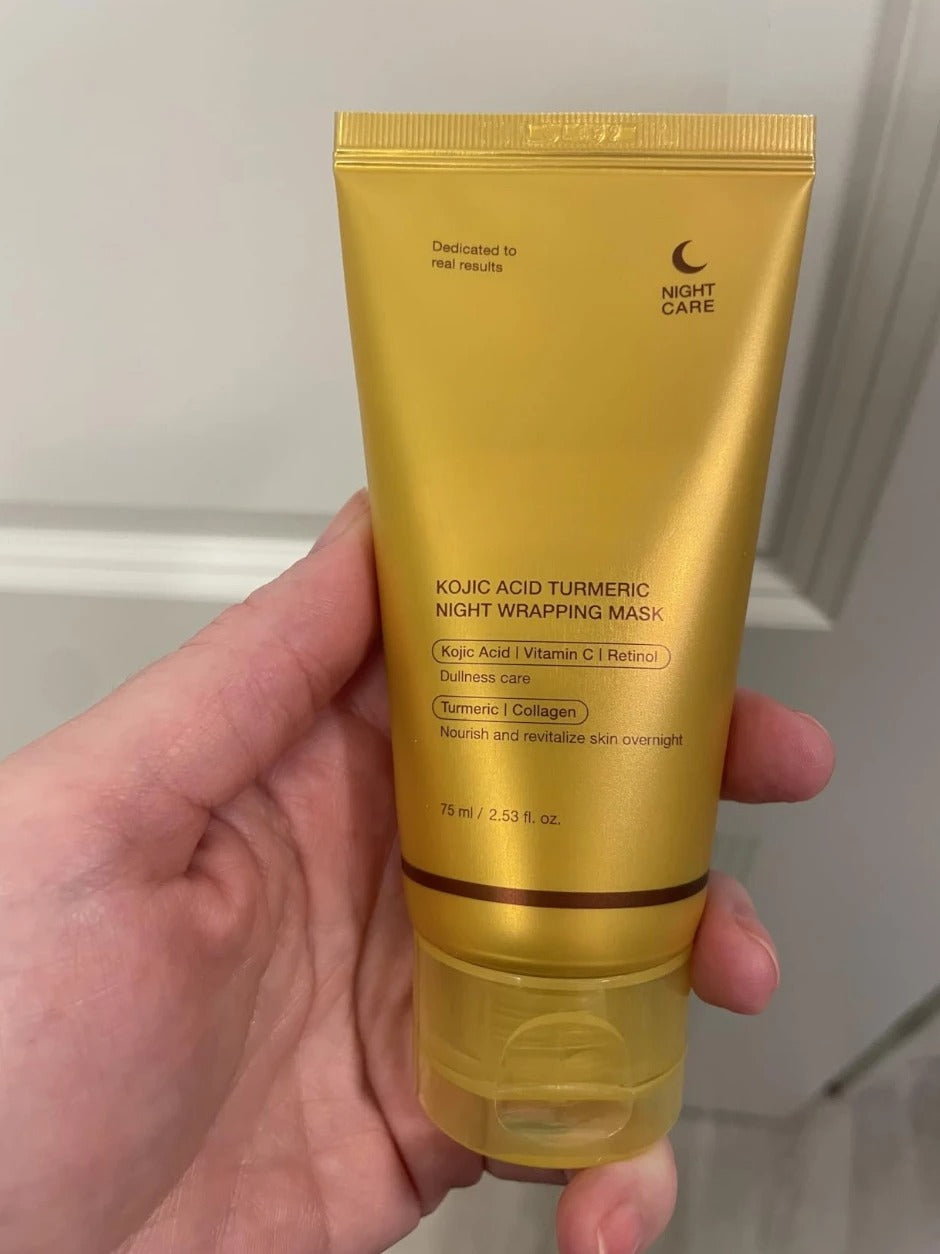 Dedicated to
real results
NIGHT
CARE
KOJIC ACID TURMERIC
NIGHT WRAPPING MASK
Kojic Acid | Vitamin C | Retinol
Dullness care
Turmeric | Collagen
Nourish and revitalize skin overnight
75 ml / 2.53 fl. oz.